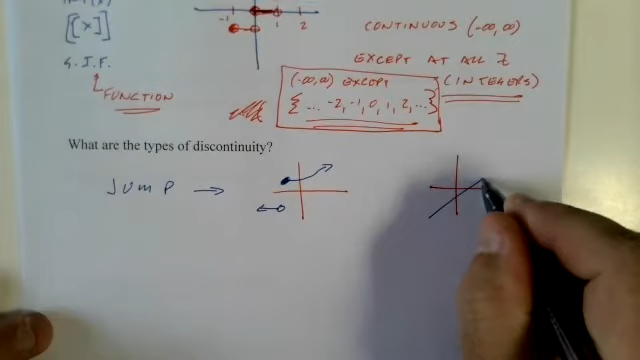 -1 1 2
[[x]]
G.I.F.
FUNCTION
CONTINUOUS (-∞,∞)
EXCEPT AT ALL Z
(-∞,∞) EXCEPT (INTEGERS)
{... -2,-1,0,1,2,...}
What are the types of discontinuity?
JUMP →